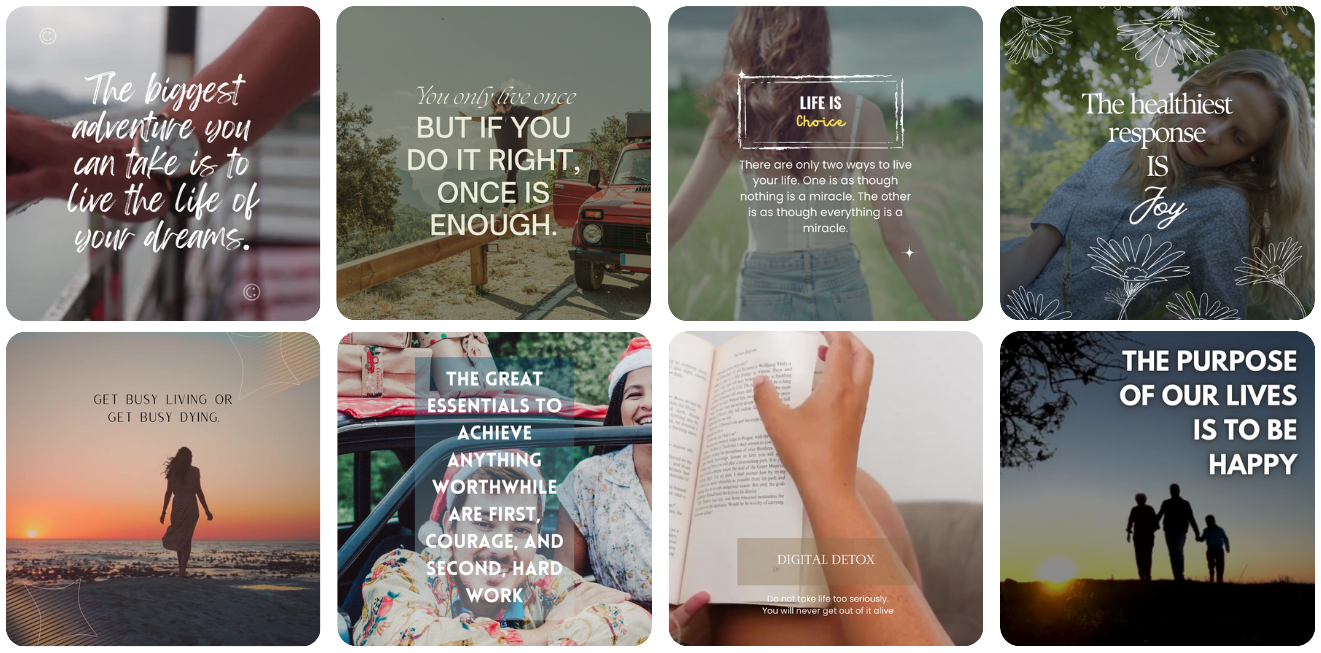 The biggest
adventure you
can take is to
live the life of
your dreams.
You only live once
BUT IF YOU
DO IT RIGHT,
ONCE IS
ENOUGH.
LIFE IS
Choice
There are only two ways to live
your life. One is as though
nothing is a miracle. The other
is as though everything is a
miracle.
The healthiest
response
IS
Joy
GET BUSY LIVING OR
GET BUSY DYING.
THE GREAT
ESSENTIALS TO
ACHIEVE
ANYTHING
WORTHWHILE
ARE FIRST,
COURAGE, AND
SECOND, HARD
WORK
DIGITAL DETOX
Do not take life too seriously.
You will never get out of it alive
THE PURPOSE
OF OUR LIVES
IS TO BE
HAPPY